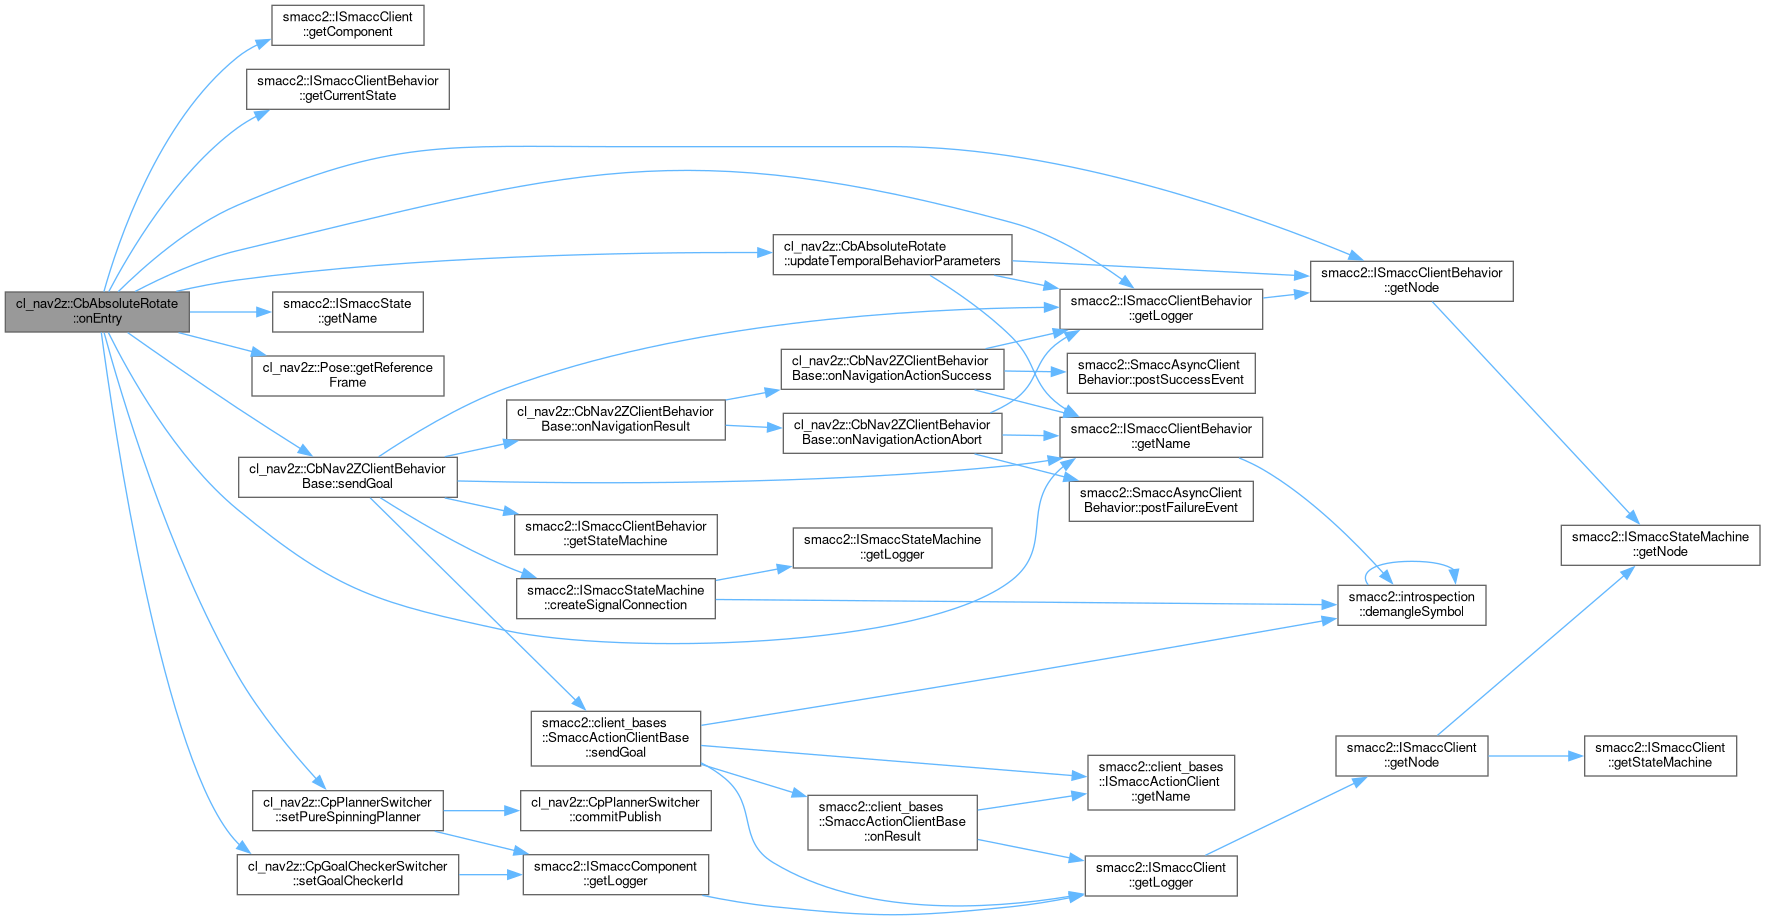 smacc2::ISmaccClient
::getComponent
smacc2::ISmaccClientBehavior
::getCurrentState
cl_nav2z::CbAbsoluteRotate
::onEntry
smacc2::ISmaccState
::getName
cl_nav2z::Pose::getReference
Frame
cl_nav2z::CbNav2ZClientBehavior
Base::sendGoal
cl_nav2z::CpPlannerSwitcher
::setPureSpinningPlanner
cl_nav2z::CpGoalCheckerSwitcher
::setGoalCheckerId
cl_nav2z::CbNav2ZClientBehavior
Base::onNavigationResult
smacc2::ISmaccClientBehavior
::getStateMachine
smacc2::ISmaccStateMachine
::createSignalConnection
smacc2::client_bases
::SmaccActionClientBase
::sendGoal
cl_nav2z::CpPlannerSwitcher
::commitPublish
smacc2::ISmaccComponent
::getLogger
cl_nav2z::CbAbsoluteRotate
::updateTemporalBehaviorParameters
cl_nav2z::CbNav2ZClientBehavior
Base::onNavigationActionSuccess
cl_nav2z::CbNav2ZClientBehavior
Base::onNavigationActionAbort
smacc2::ISmaccStateMachine
::getLogger
smacc2::client_bases
::SmaccActionClientBase
::onResult
smacc2::ISmaccClientBehavior
::getLogger
smacc2::SmaccAsyncClient
Behavior::postSuccessEvent
smacc2::ISmaccClientBehavior
::getName
smacc2::SmaccAsyncClient
Behavior::postFailureEvent
smacc2::client_bases
::ISmaccActionClient
::getName
smacc2::ISmaccClient
::getLogger
smacc2::ISmaccClientBehavior
::getNode
smacc2::introspection
::demangleSymbol
smacc2::ISmaccClient
::getNode
smacc2::ISmaccStateMachine
::getNode
smacc2::ISmaccClient
::getStateMachine